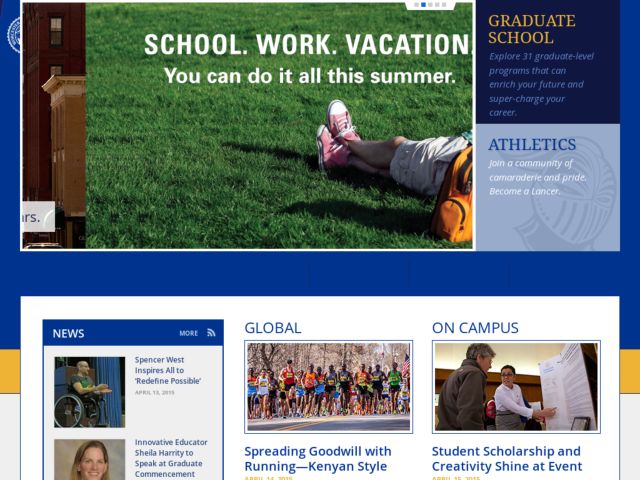 SCHOOL. WORK. VACATION.
You can do it all this summer.
GRADUATE
SCHOOL
Explore 31 graduate-level
programs that can
enrich your future and
super-charge your
career.
ATHLETICS
Join a community of
camaraderie and pride.
Become a Lancer.
rs.
NEWS
MORE
Spencer West
Inspires All to
'Redefine Possible'
APRIL 13, 2015
Innovative Educator
Sheila Harrity to
Speak at Graduate
Commencement
GLOBAL
Spreading Goodwill with
Running—Kenyan Style
APRIL 14, 2015
ON CAMPUS
Student Scholarship and
Creativity Shine at Event
APRIL 15, 2015